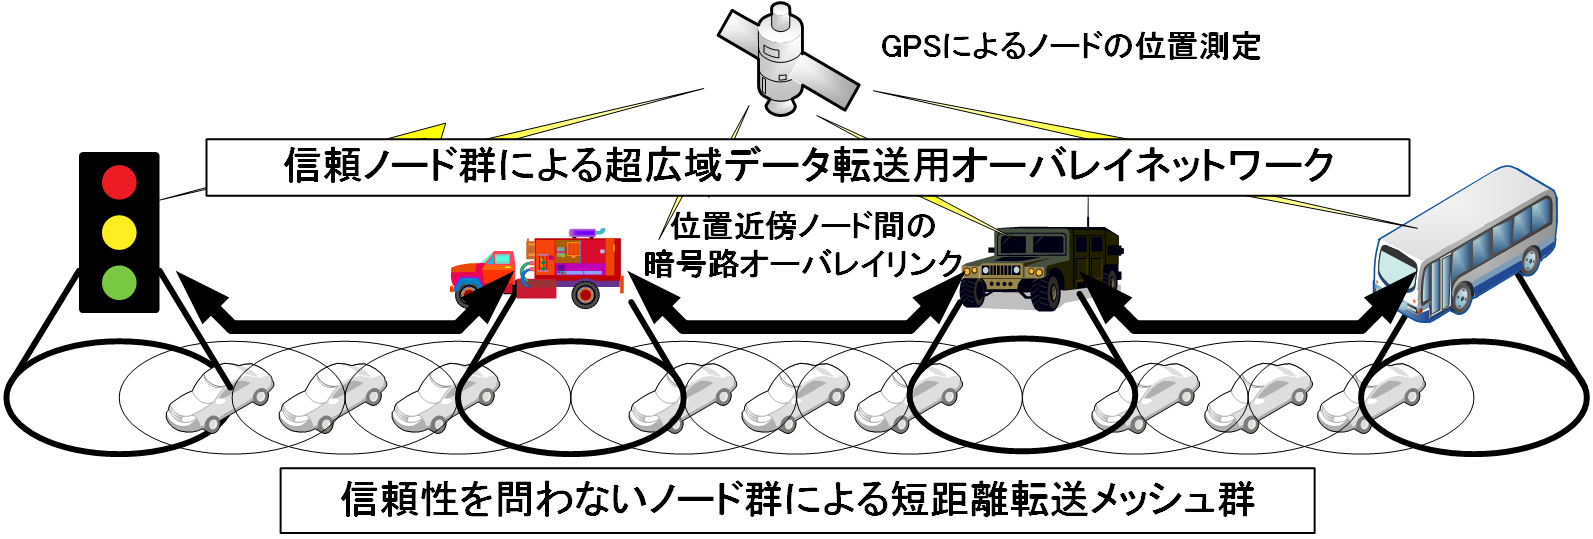 GPSによるノードの位置測定
信頼ノード群による超広域データ転送用オーバレイネットワーク
位置近傍ノード間の
暗号路オーバレイリンク
信頼性を問わないノード群による短距離転送メッシュ群